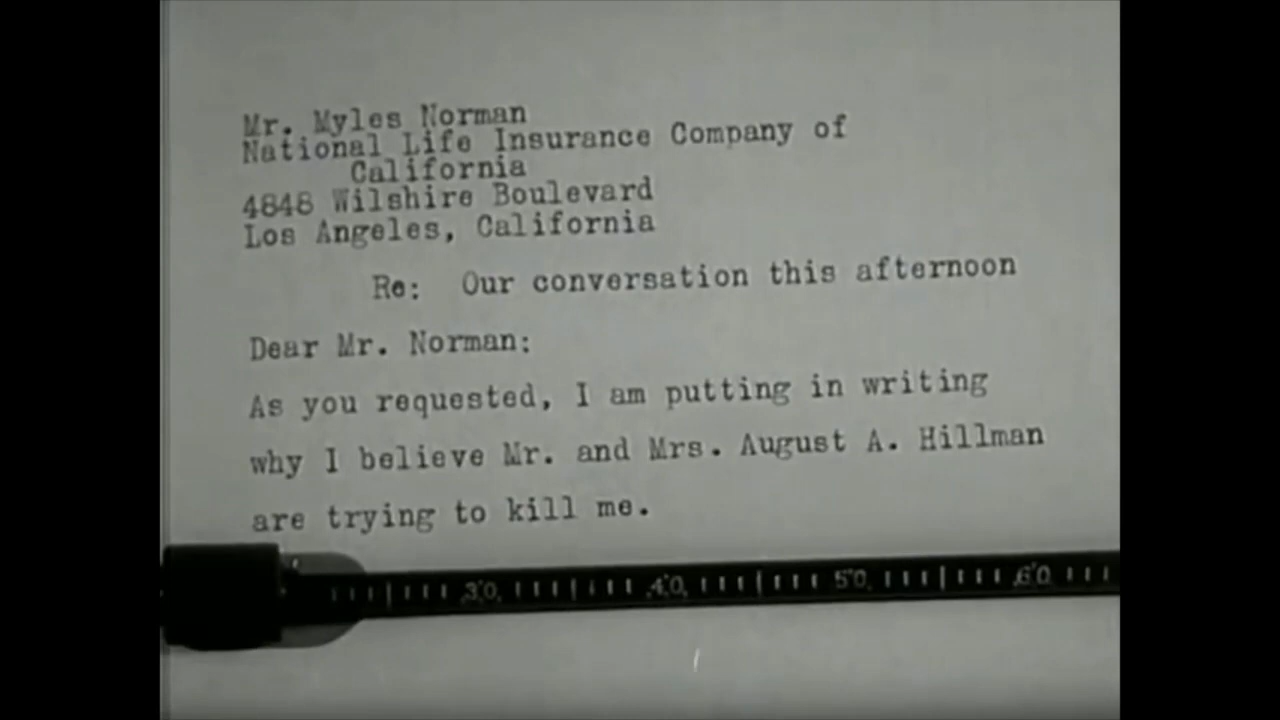 Mr. Myles Norman
National Life Insurance Company of
California
4848 Wilshire Boulevard
Los Angeles, California
Re: Our conversation this afternoon
Dear Mr. Norman:
As you requested, I am putting in writing
why I believe Mr. and Mrs. August A. Hillman
are trying to kill me.
30 40 50 60